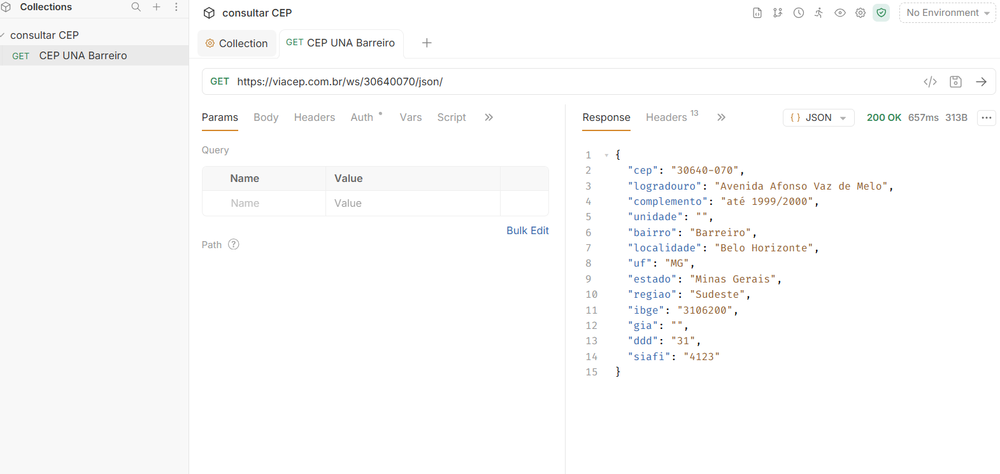 Collections
consultar CEP
GET CEP UNA Barreiro
consultar CEP
No Environment
Collection
GET CEP UNA Barreiro
GET https://viacep.com.br/ws/30640070/json/
Params Body Headers Auth Vars Script
Query
Name Value
Name Value
Bulk Edit
Path ?
Response Headers 13
{ } JSON 200 OK 657ms 313B
1 {
2 "cep": "30640-070",
3 "logradouro": "Avenida Afonso Vaz de Melo",
4 "complemento": "até 1999/2000",
5 "unidade": "",
6 "bairro": "Barreiro",
7 "localidade": "Belo Horizonte",
8 "uf": "MG",
9 "estado": "Minas Gerais",
10 "regiao": "Sudeste",
11 "ibge": "3106200",
12 "gia": "",
13 "ddd": "31",
14 "siafi": "4123"
15 }